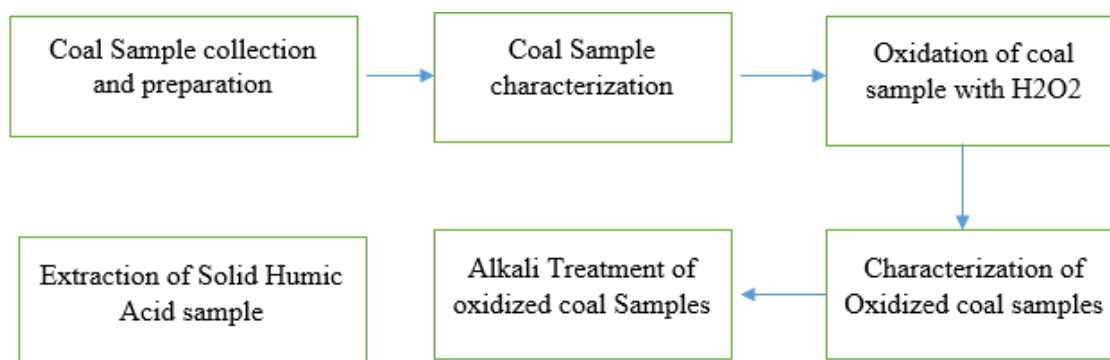 Coal Sample collection
and preparation
Coal Sample
characterization
Oxidation of coal
sample with H2O2
Extraction of Solid Humic
Acid sample
Alkali Treatment of
oxidized coal Samples
Characterization of
Oxidized coal samples